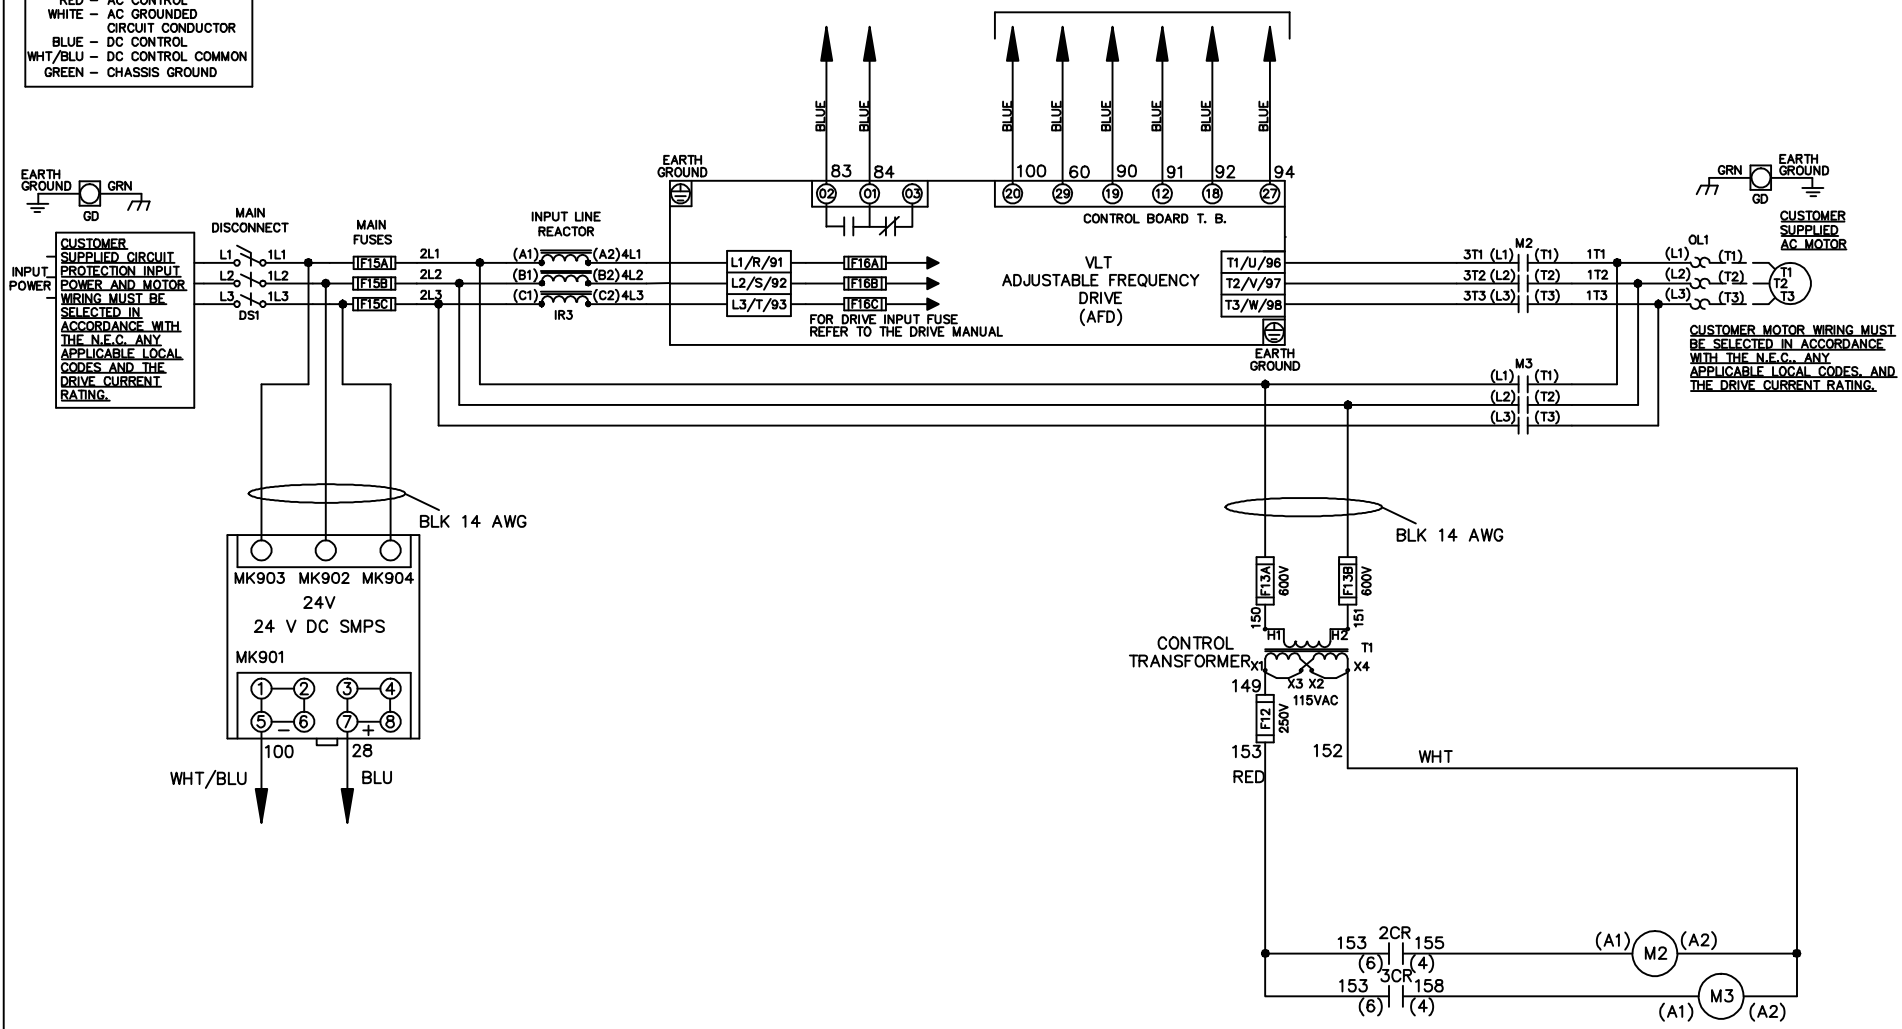 RED – AC CONTROL
WHITE – AC GROUNDED
CIRCUIT CONDUCTOR
BLUE – DC CONTROL
WHT/BLU – DC CONTROL COMMON
GREEN – CHASSIS GROUND
BLUE
BLUE
BLUE
BLUE
BLUE
BLUE
BLUE
BLUE
EARTH
GROUND
GRN
GD
83 84
100 60 90 91 92 94
02 01 03
20 29 19 12 18 27
CONTROL BOARD T. B.
EARTH
GROUND
GRN
EARTH
GROUND
GD
CUSTOMER
SUPPLIED
AC MOTOR
INPUT
POWER
CUSTOMER
SUPPLIED CIRCUIT
PROTECTION INPUT
POWER AND MOTOR
WIRING MUST BE
SELECTED IN
ACCORDANCE WITH
THE N.E.C. ANY
APPLICABLE LOCAL
CODES AND THE
DRIVE CURRENT
RATING.
MAIN
DISCONNECT
L1 1L1
L2 1L2
L3 1L3
DS1
MAIN
FUSES
F15A 2L1
F15B 2L2
F15C 2L3
INPUT LINE
REACTOR
(A1) (A2) 4L1
(B1) (B2) 4L2
(C1) (C2) 4L3
IR3
L1/R/91 F16A
L2/S/92 F16B
L3/T/93 F16C
FOR DRIVE INPUT FUSE
REFER TO THE DRIVE MANUAL
VLT
ADJUSTABLE FREQUENCY
DRIVE
(AFD)
T1/U/96
T2/V/97
T3/W/98
EARTH
GROUND
M2
3T1 (L1) (T1) 1T1
3T2 (L2) (T2) 1T2
3T3 (L3) (T3) 1T3
OL1
(L1) (T1)
(L2) (T2)
(L3) (T3)
T1
T2
T3
CUSTOMER MOTOR WIRING MUST
BE SELECTED IN ACCORDANCE
WITH THE N.E.C., ANY
APPLICABLE LOCAL CODES, AND
THE DRIVE CURRENT RATING.
M3
(L1) (T1)
(L2) (T2)
(L3) (T3)
BLK 14 AWG
MK903 MK902 MK904
24V
24 V DC SMPS
MK901
1 2 3 4
5 6 7 8
– +
100 28
WHT/BLU BLU
BLK 14 AWG
F13A 600V
F13B 600V
150 151
H1 H2
CONTROL
TRANSFORMER
T1
X1 X4
X3 X2
149
115VAC
F12 250V
153 152
RED
WHT
2CR
153 155
(6) (4)
(A1) M2 (A2)
3CR
153 158
(6) (4)
(A1) M3 (A2)